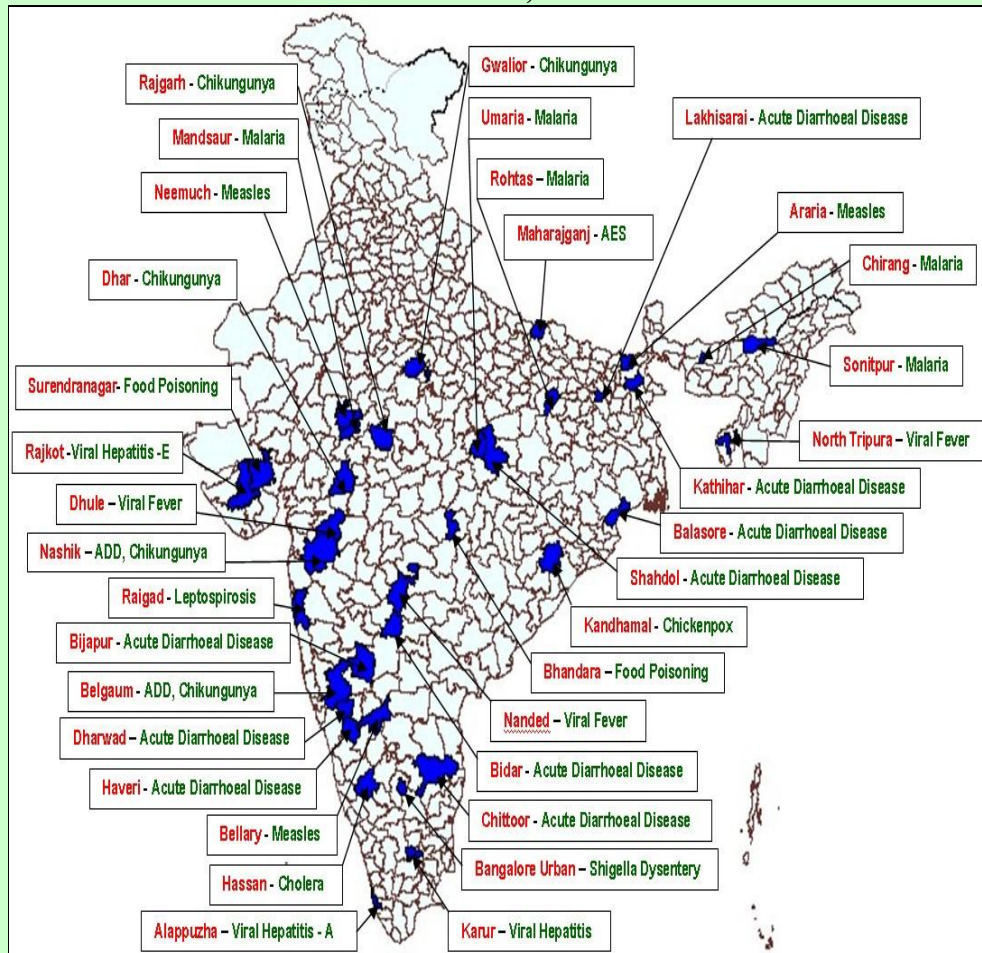 Rajgarh - Chikungunya
Mandsaur - Malaria
Neemuch - Measles
Dhar - Chikungunya
Surendranagar- Food Poisoning
Rajkot -Viral Hepatitis -E
Dhule – Viral Fever
Nashik – ADD, Chikungunya
Raigad - Leptospirosis
Bijapur - Acute Diarrhoeal Disease
Belgaum - ADD, Chikungunya
Dharwad – Acute Diarrhoeal Disease
Haveri - Acute Diarrhoeal Disease
Bellary - Measles
Hassan - Cholera
Alappuzha – Viral Hepatitis - A
Gwalior - Chikungunya
Umaria - Malaria
Rohtas – Malaria
Maharajganj - AES
Lakhisarai - Acute Diarrhoeal Disease
Araria - Measles
Chirang - Malaria
Sonitpur - Malaria
North Tripura – Viral Fever
Kathihar - Acute Diarrhoeal Disease
Balasore - Acute Diarrhoeal Disease
Shahdol - Acute Diarrhoeal Disease
Kandhamal - Chickenpox
Bhandara – Food Poisoning
Nanded – Viral Fever
Bidar - Acute Diarrhoeal Disease
Chittoor - Acute Diarrhoeal Disease
Bangalore Urban – Shigella Dysentery
Karur - Viral Hepatitis